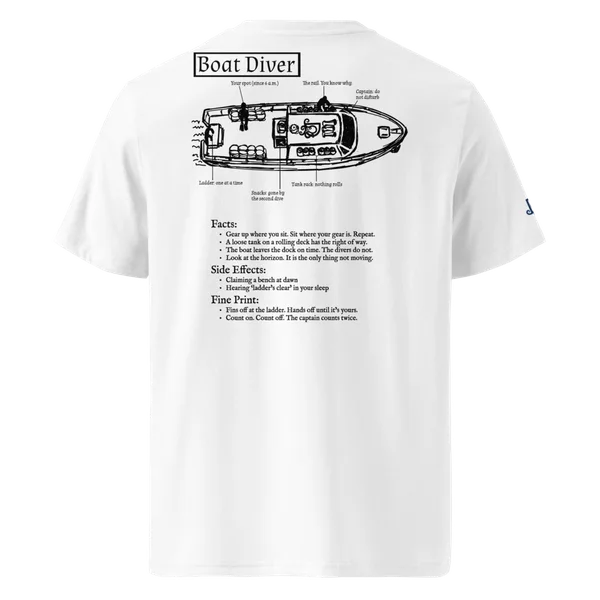 Boat Diver
Your spot (since 6 a.m.)
The rail. You know why.
Captain: do
not disturb
Ladder: one at a time
Snacks: gone by
the second dive
Tank rack: nothing rolls
Facts:
• Gear up where you sit. Sit where your gear is. Repeat.
• A loose tank on a rolling deck has the right of way.
• The boat leaves the dock on time. The divers do not.
• Look at the horizon. It is the only thing not moving.
Side Effects:
• Claiming a bench at dawn
• Hearing 'ladder's clear' in your sleep
Fine Print:
• Fins off at the ladder. Hands off until it's yours.
• Count on. Count off. The captain counts twice.